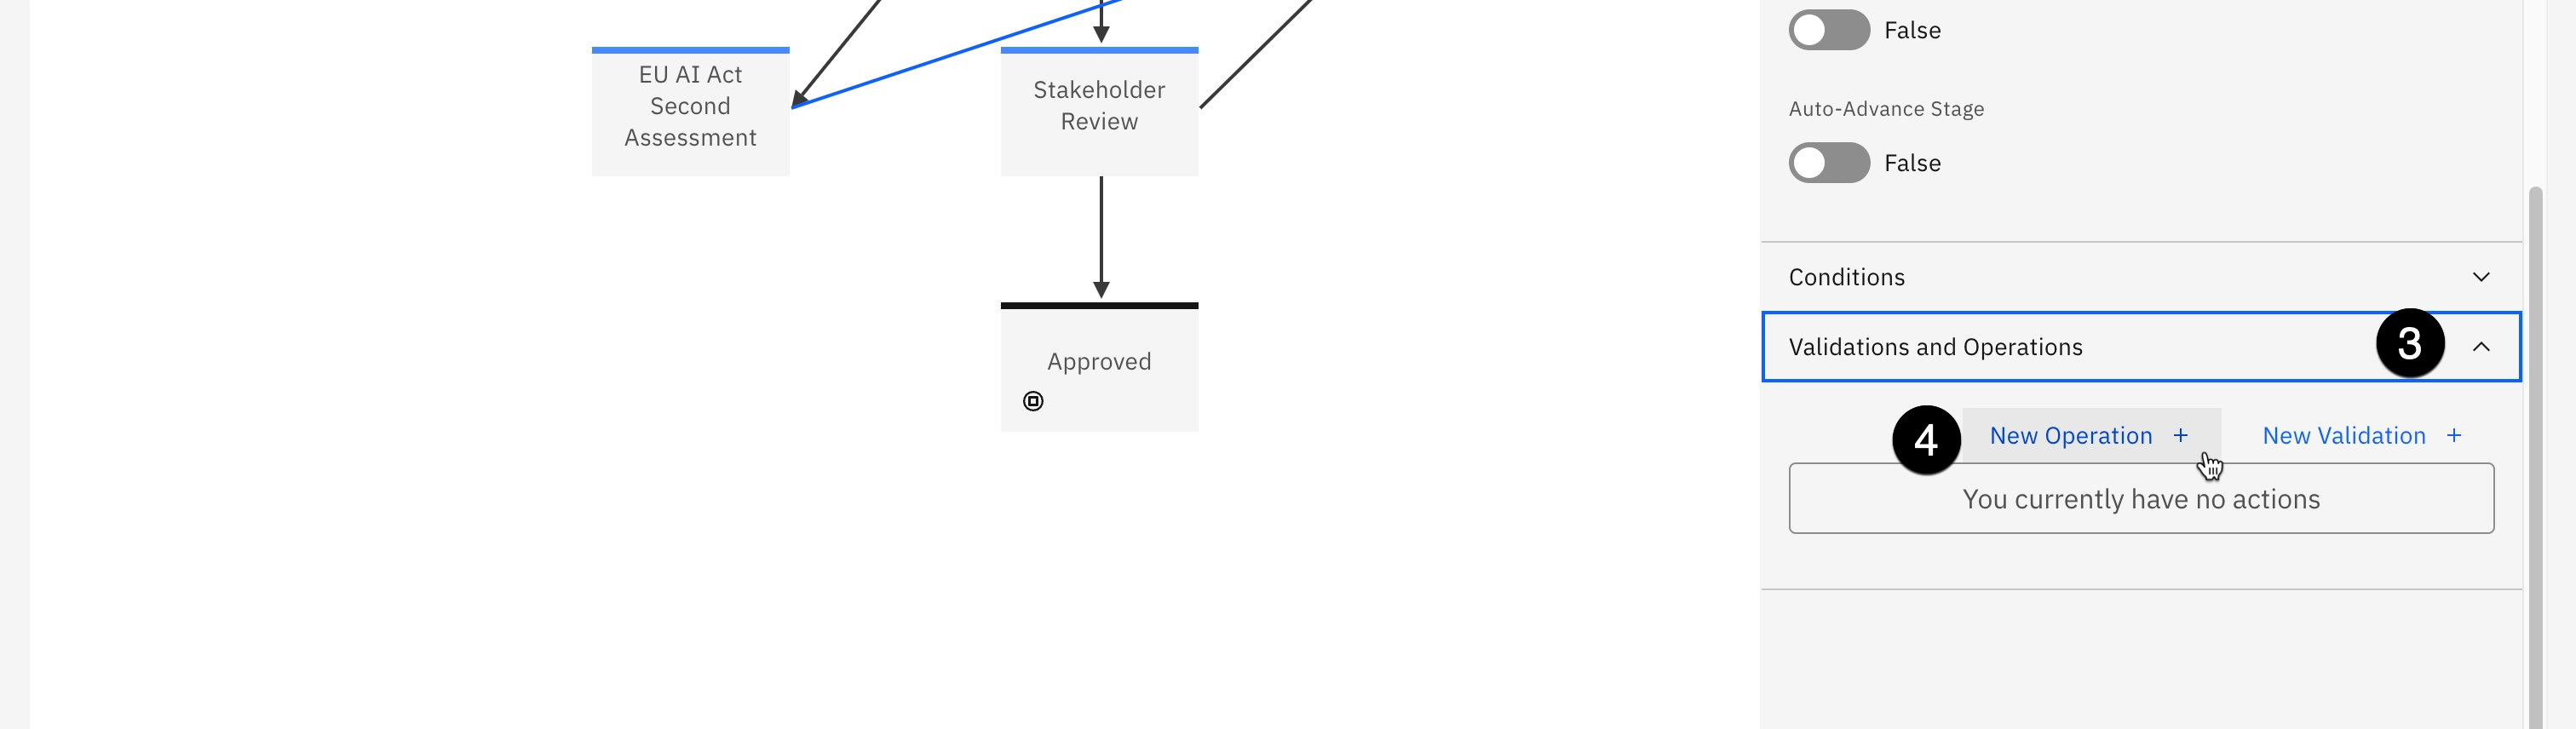 EU AI Act
Second
Assessment
Stakeholder
Review
Approved
False
Auto-Advance Stage
False
Conditions
Validations and Operations
3
4
New Operation +
New Validation +
You currently have no actions